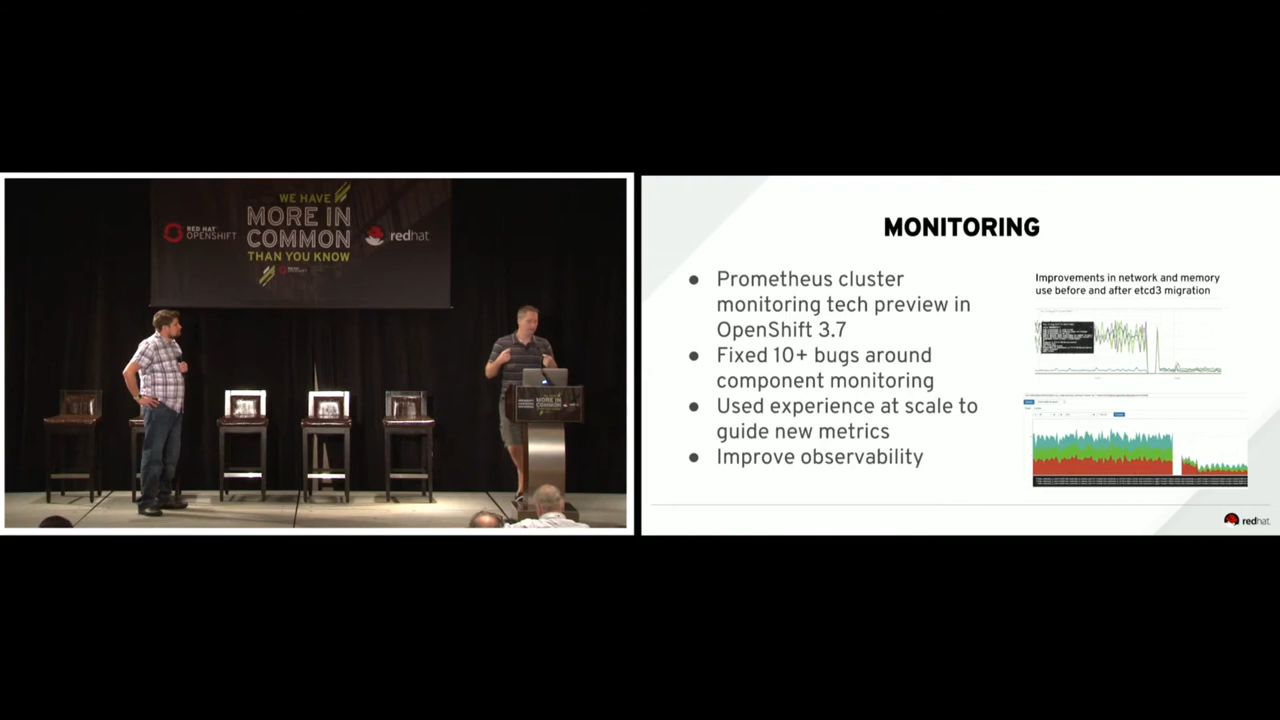 WE HAVE
MORE IN
COMMON
THAN YOU KNOW
RED HAT
OPENSHIFT
redhat.
MORE IN
COMMON
MONITORING
● Prometheus cluster
monitoring tech preview in
OpenShift 3.7
● Fixed 10+ bugs around
component monitoring
● Used experience at scale to
guide new metrics
● Improve observability
Improvements in network and memory
use before and after etcd3 migration
redhat.